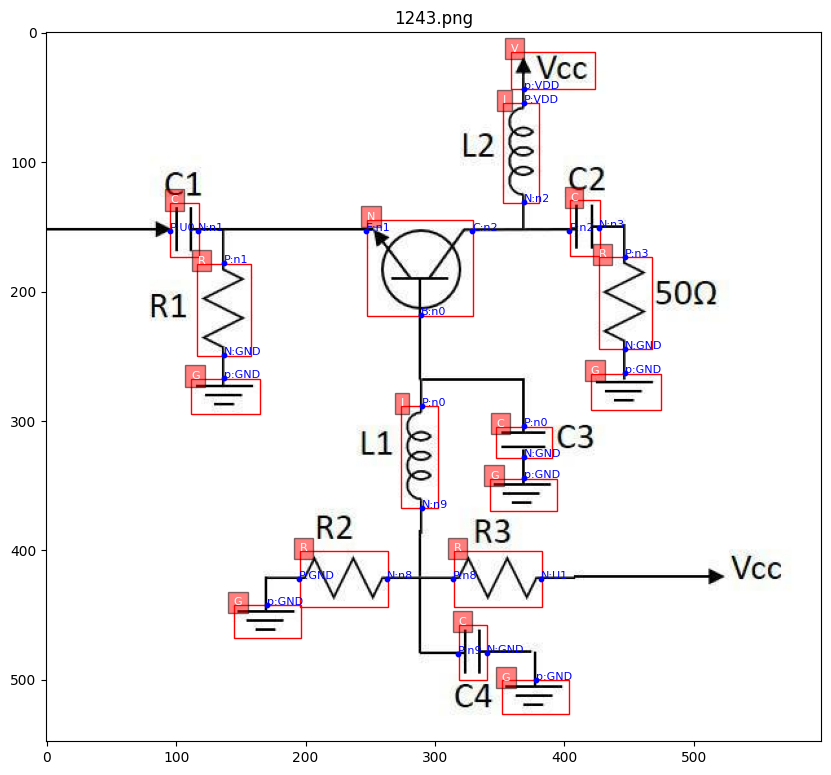 1243.png
0
V
Vcc
p:VDD
L
P:VDD
L2
100
N:n2
C1
C2
C
C
P:U0 N:n1
N
E:n1
C:n2
P:n2
N:n3
R
P:n1
R
P:n3
200
R1
50Ω
B:n0
N:GND
N:GND
G
p:GND
G
p:GND
300
L
P:n0
C
P:n0
L1
C3
N:GND
G
p:GND
N:n9
R2
R3
400
R
R
P:GND
N:n8
P:n8
N:U1
Vcc
G
p:GND
C
P:n9
N:GND
500
C4
G
p:GND
0
100
200
300
400
500